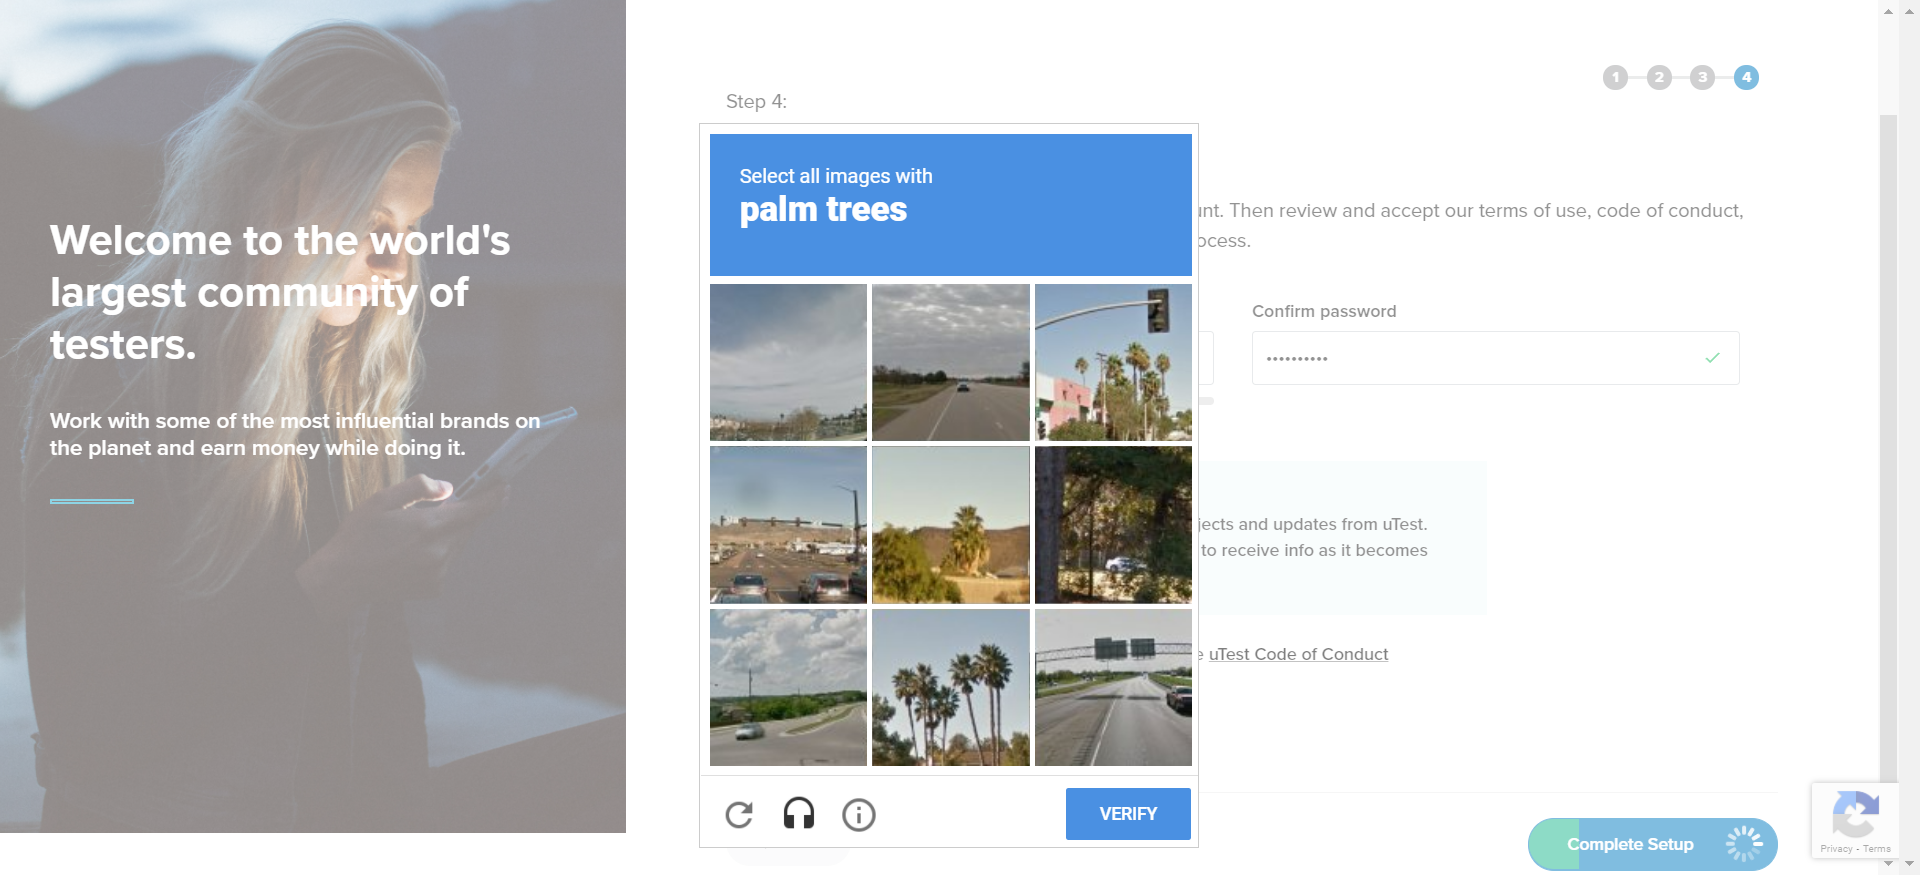 Welcome to the world's
largest community of
testers.
Work with some of the most influential brands on
the planet and earn money while doing it.
1 2 3 4
Step 4:
unt. Then review and accept our terms of use, code of conduct,
ocess.
Confirm password
••••••••••
jects and updates from uTest.
to receive info as it becomes
e uTest Code of Conduct
Select all images with
palm trees
VERIFY
Complete Setup
Privacy - Terms